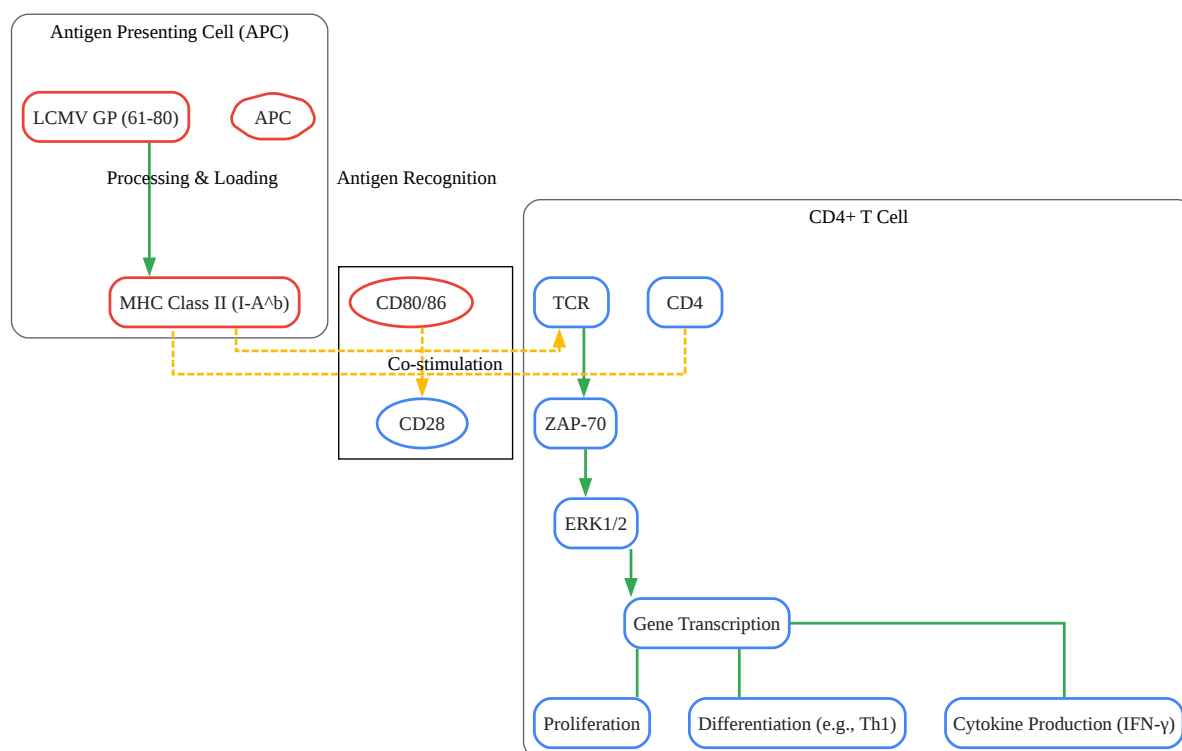 Antigen Presenting Cell (APC)
LCMV GP (61-80)
APC
Processing & Loading
Antigen Recognition
CD4+ T Cell
MHC Class II (I-A^b)
CD80/86
TCR
CD4
Co-stimulation
CD28
ZAP-70
ERK1/2
Gene Transcription
Proliferation
Differentiation (e.g., Th1)
Cytokine Production (IFN-γ)